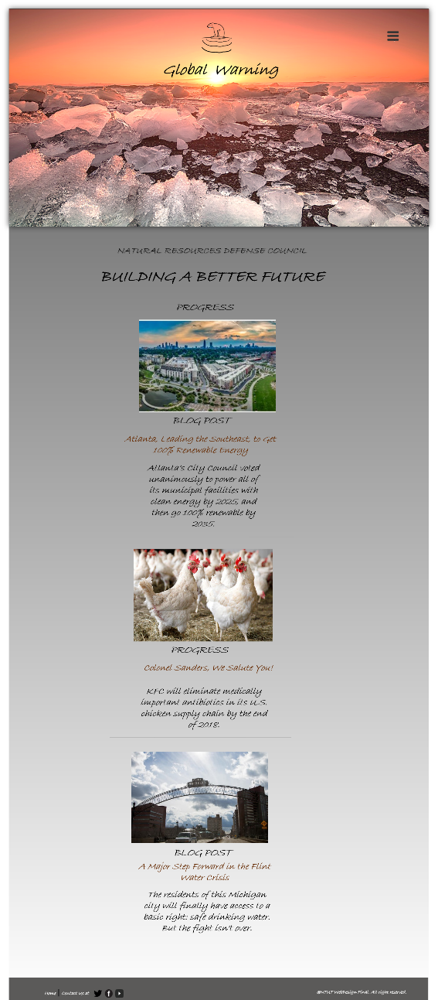 Global Warning
NATURAL RESOURCES DEFENSE COUNCIL
BUILDING A BETTER FUTURE
PROGRESS
BLOG POST
Atlanta, Leading the Southeast, to Get
100% Renewable Energy
Atlanta's City Council voted
unanimously to power all of
its municipal facilities with
clean energy by 2025, and
then go 100% renewable by
2035.
PROGRESS
Colonel Sanders, We Salute You!
KFC will eliminate medically
important antibiotics in its U.S.
chicken supply chain by the end
of 2018.
BLOG POST
A Major Step Forward in the Flint
Water Crisis
The residents of this Michigan
city will finally have access to a
basic right: safe drinking water.
But the fight isn't over.
Home | Contact us at
WebDesign Final. All right reserved.